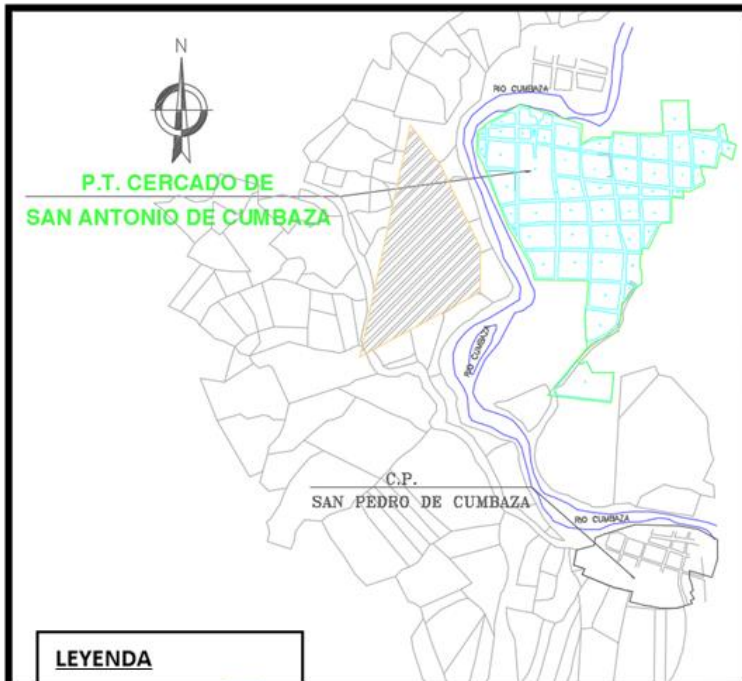 N
RIO CUMBAZA
P.T. CERCADO DE
SAN ANTONIO DE CUMBAZA
RIO CUMBAZA
C.P.
SAN PEDRO DE CUMBAZA
RIO CUMBAZA
LEYENDA